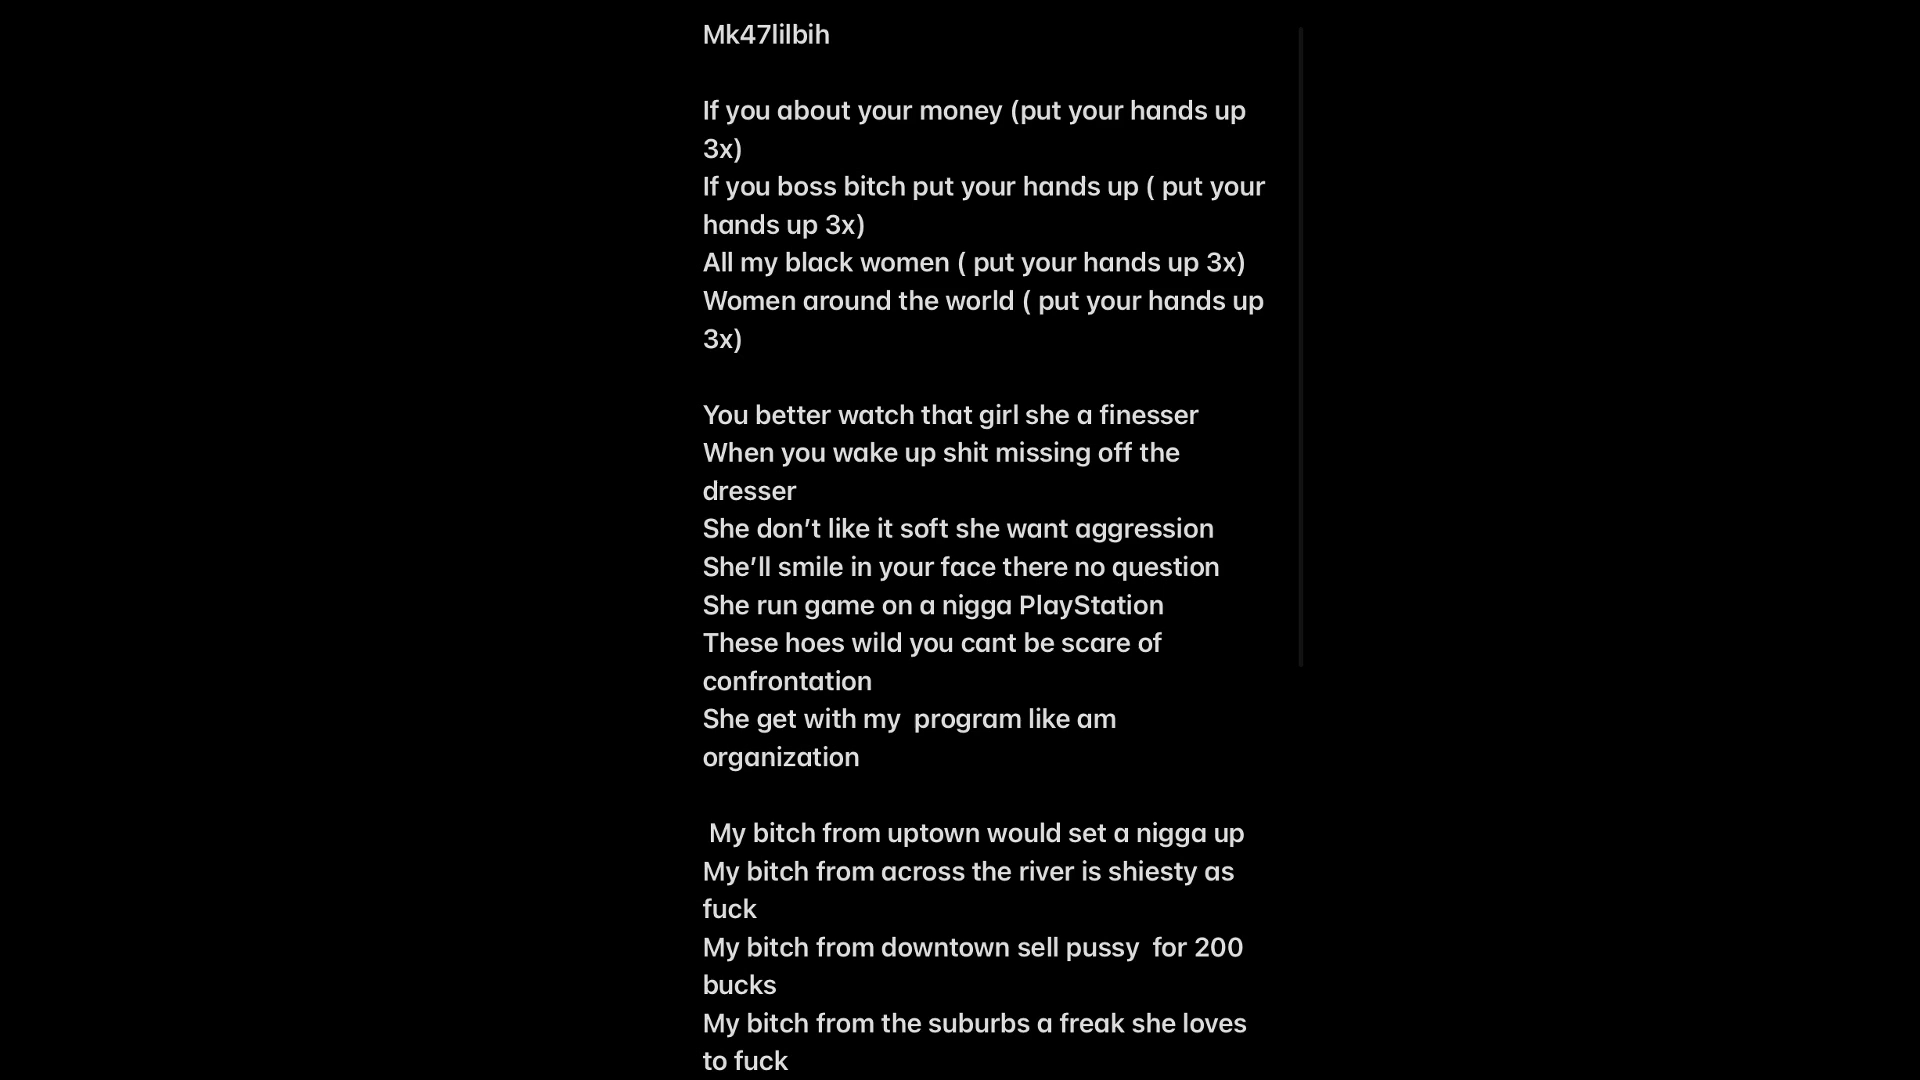 Mk47lilbih
If you about your money (put your hands up
3x)
If you boss bitch put your hands up ( put your
hands up 3x)
All my black women ( put your hands up 3x)
Women around the world ( put your hands up
3x)
You better watch that girl she a finesser
When you wake up shit missing off the
dresser
She don't like it soft she want aggression
She'll smile in your face there no question
She run game on a nigga PlayStation
These hoes wild you cant be scare of
confrontation
She get with my  program like am
organization
My bitch from uptown would set a nigga up
My bitch from across the river is shiesty as
fuck
My bitch from downtown sell pussy  for 200
bucks
My bitch from the suburbs a freak she loves
to fuck